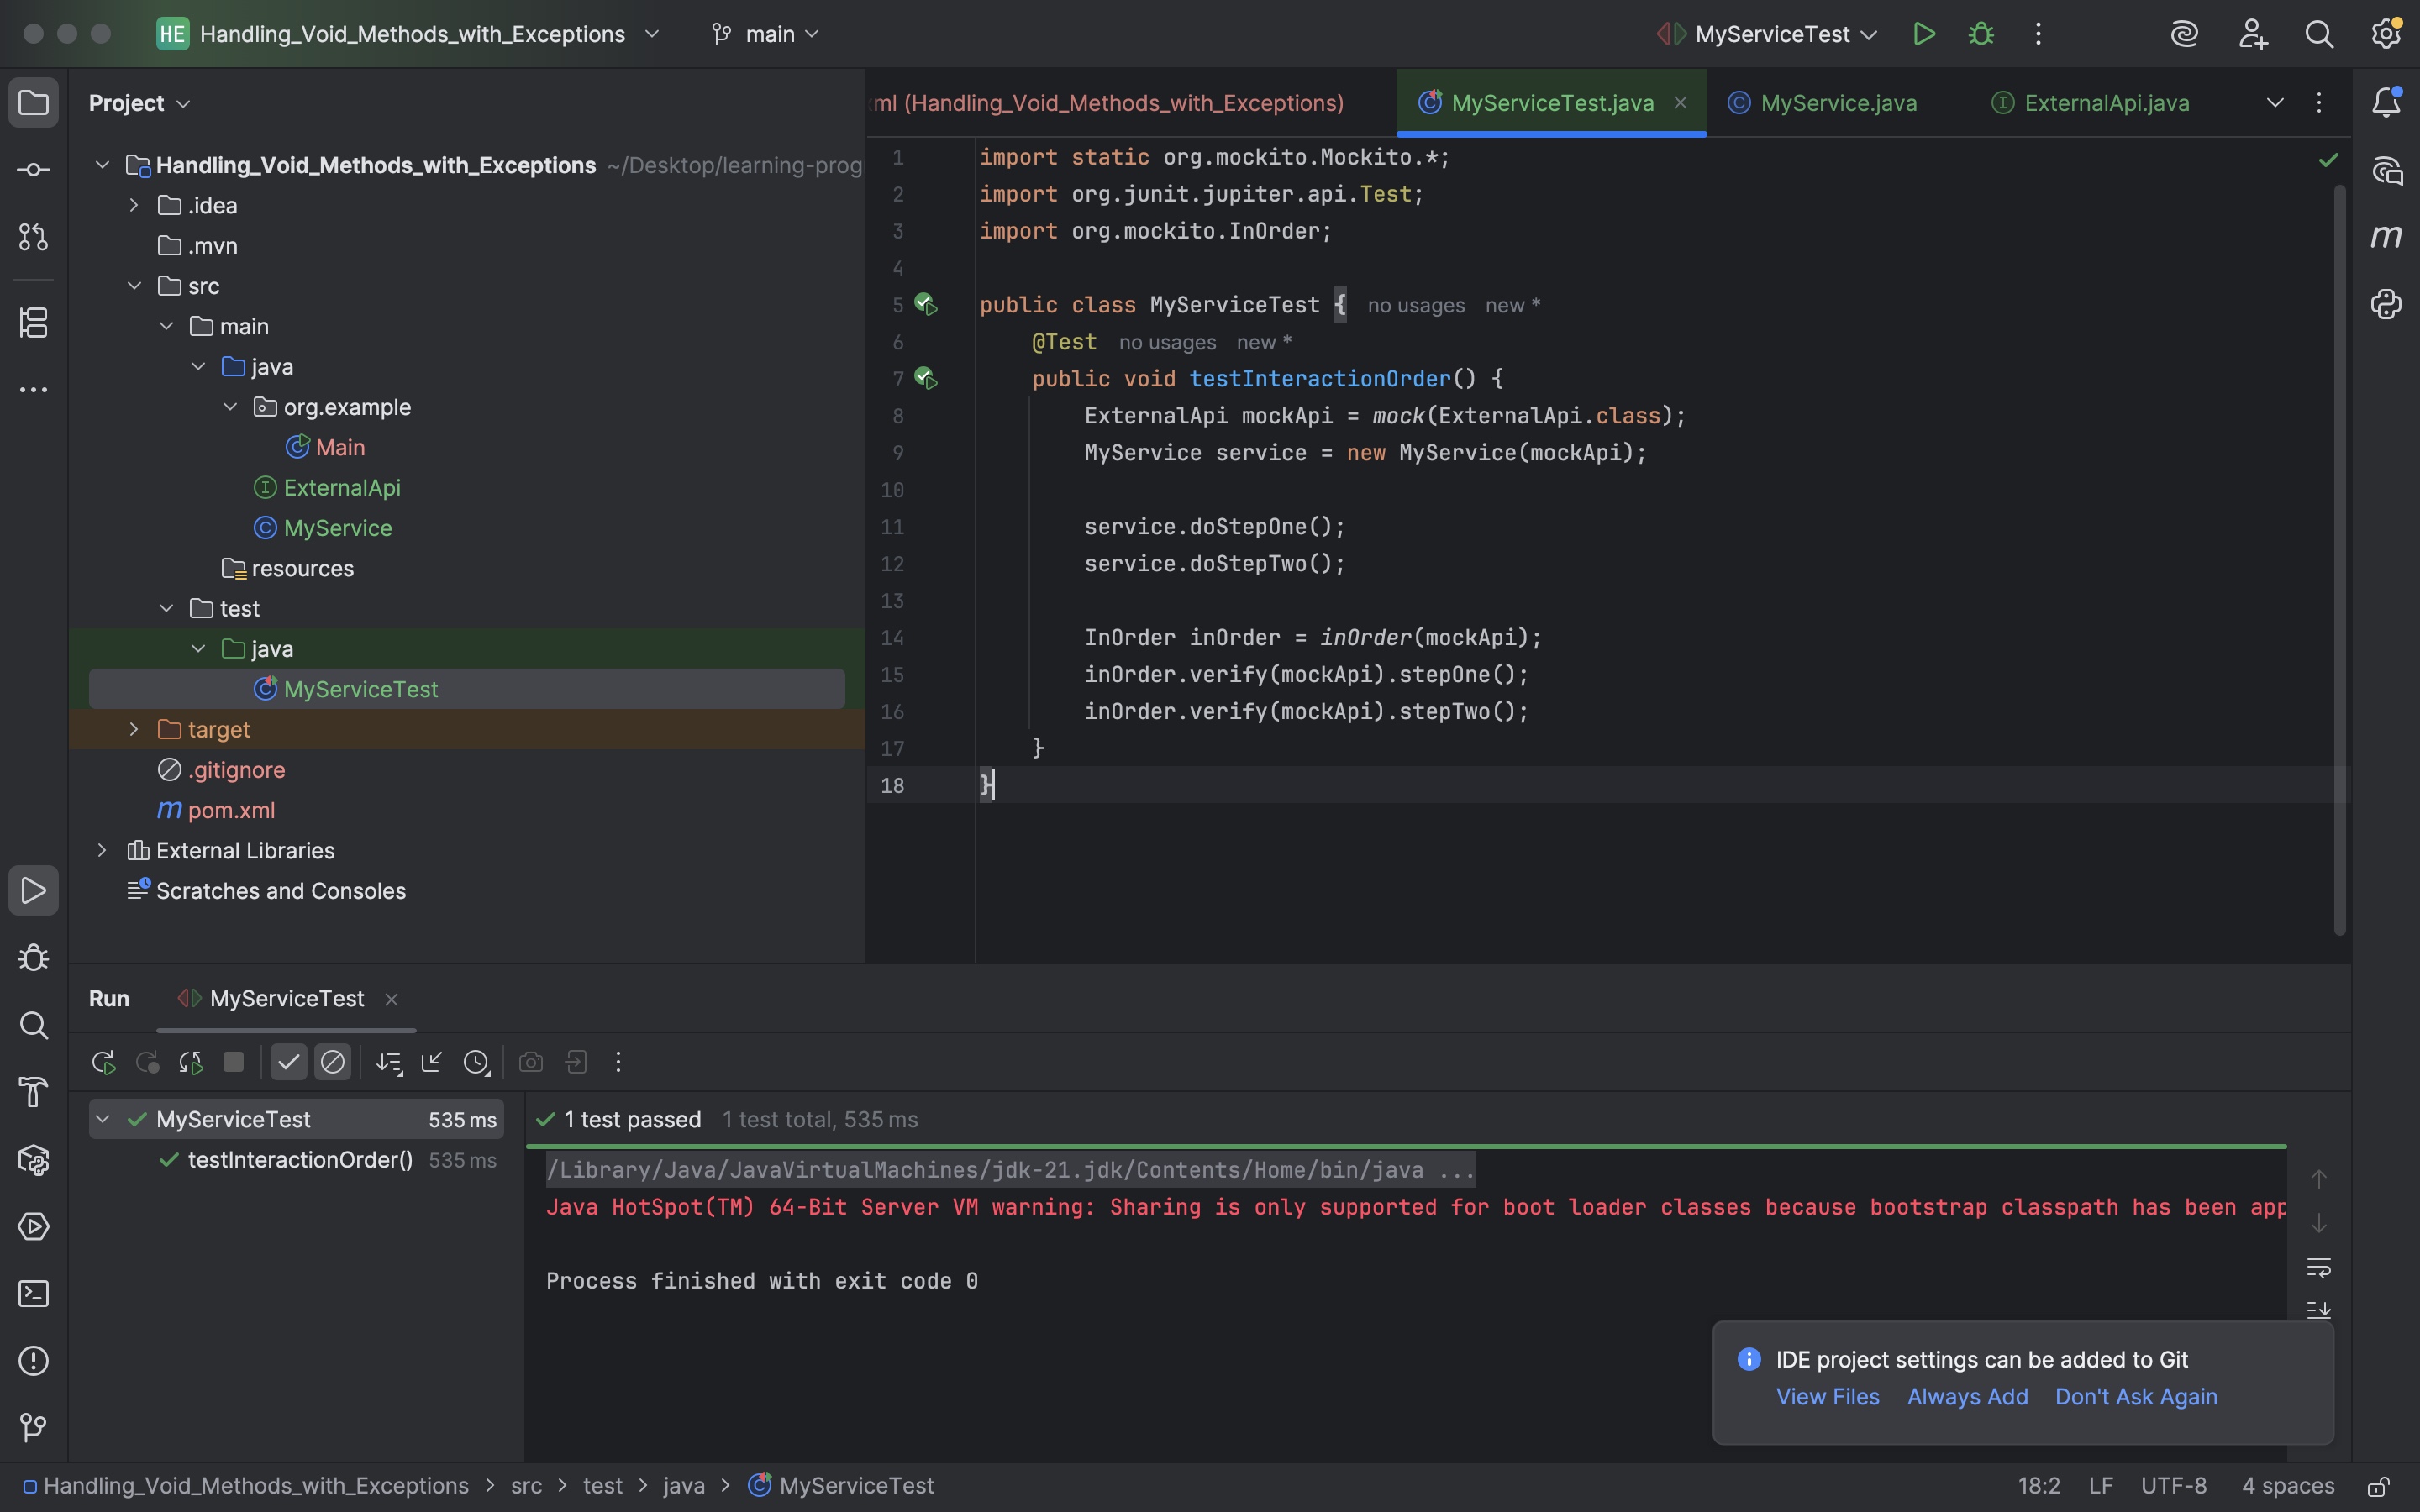 HE Handling_Void_Methods_with_Exceptions main MyServiceTest
Project
Handling_Void_Methods_with_Exceptions ~/Desktop/learning-prog
.idea
.mvn
src
main
java
org.example
Main
ExternalApi
MyService
resources
test
java
MyServiceTest
target
.gitignore
m pom.xml
External Libraries
Scratches and Consoles
ml (Handling_Void_Methods_with_Exceptions) MyServiceTest.java MyService.java ExternalApi.java
1 import static org.mockito.Mockito.*;
2 import org.junit.jupiter.api.Test;
3 import org.mockito.InOrder;
4
5 public class MyServiceTest { no usages new *
6 @Test no usages new *
7 public void testInteractionOrder() {
8 ExternalApi mockApi = mock(ExternalApi.class);
9 MyService service = new MyService(mockApi);
10
11 service.doStepOne();
12 service.doStepTwo();
13
14 InOrder inOrder = inOrder(mockApi);
15 inOrder.verify(mockApi).stepOne();
16 inOrder.verify(mockApi).stepTwo();
17 }
18 }
Run MyServiceTest
MyServiceTest 535 ms
testInteractionOrder() 535 ms
1 test passed 1 test total, 535 ms
/Library/Java/JavaVirtualMachines/jdk-21.jdk/Contents/Home/bin/java ...
Java HotSpot(TM) 64-Bit Server VM warning: Sharing is only supported for boot loader classes because bootstrap classpath has been app
Process finished with exit code 0
IDE project settings can be added to Git
View Files Always Add Don't Ask Again
Handling_Void_Methods_with_Exceptions > src > test > java > MyServiceTest
18:2 LF UTF-8 4 spaces